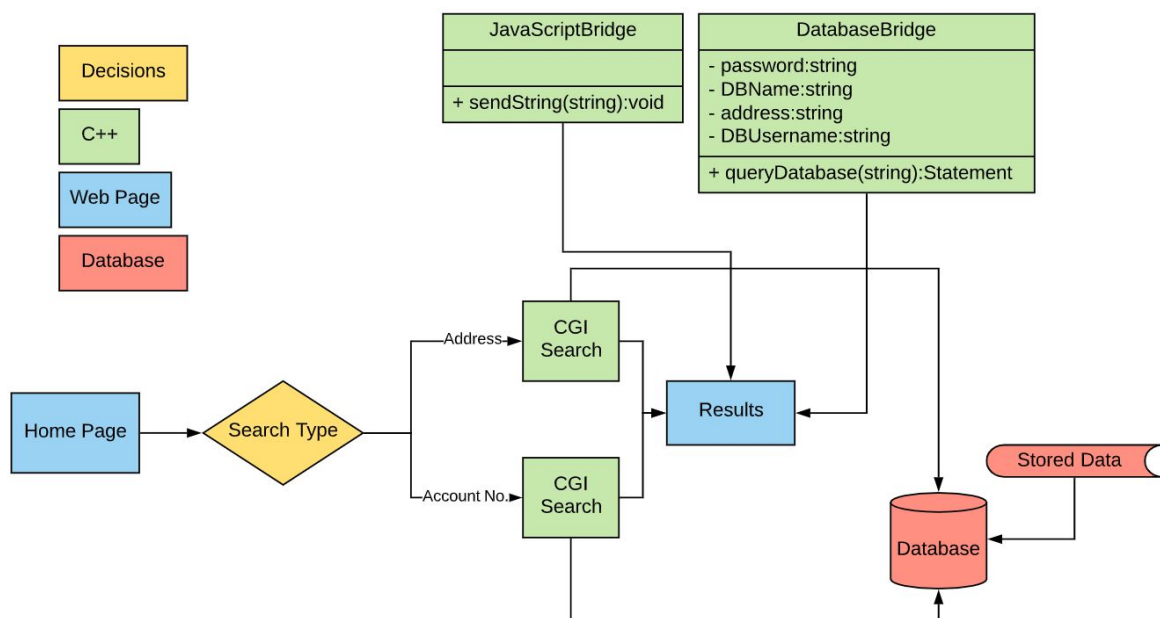 Decisions
C++
Web Page
Database
JavaScriptBridge
+ sendString(string):void
DatabaseBridge
- password:string
- DBName:string
- address:string
- DBUsername:string
+ queryDatabase(string):Statement
Home Page
Search Type
Address
Account No.
CGI
Search
CGI
Search
Results
Stored Data
Database